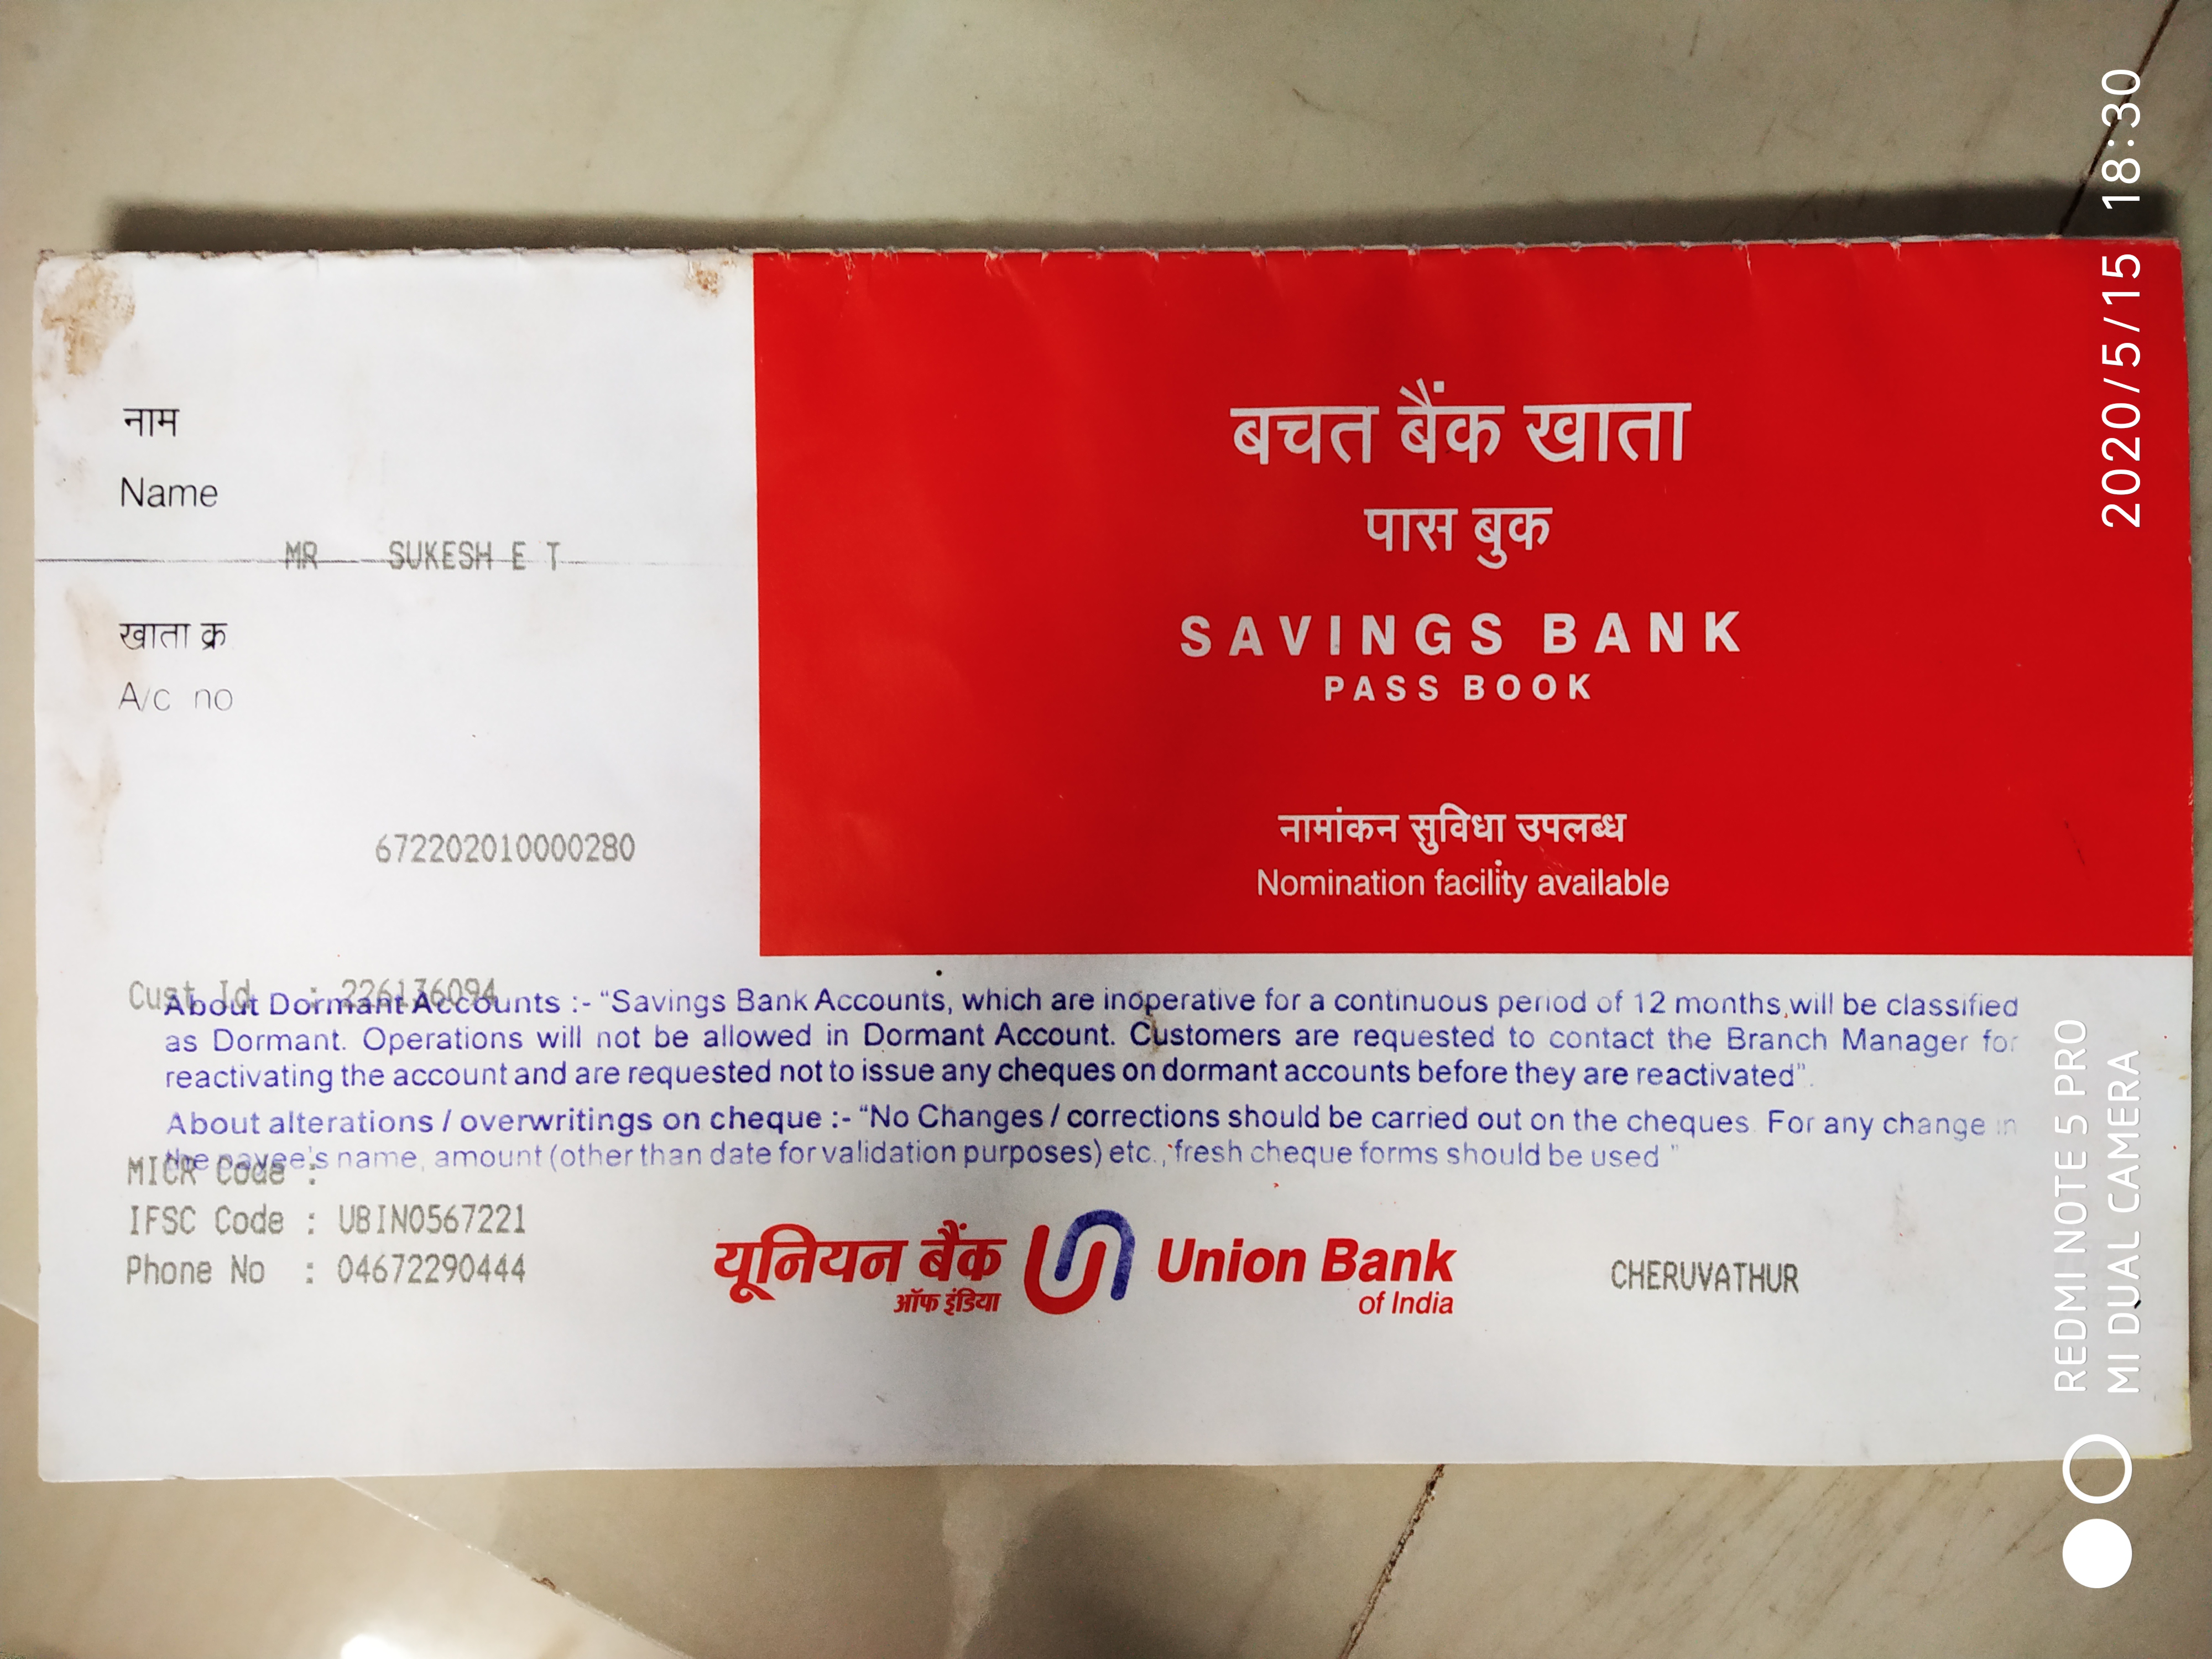 नाम
Name
MR SUKESH E T
खाता क्र.
A/c no
672202010000280
बचत बैंक खाता
पास बुक
SAVINGS BANK
PASS BOOK
नामांकन सुविधा उपलब्ध
Nomination facility available
Cust Id : 226136094
About Dormant Accounts :- “Savings Bank Accounts, which are inoperative for a continuous period of 12 months, will be classified
as Dormant. Operations will not be allowed in Dormant Account. Customers are requested to contact the Branch Manager for
reactivating the account and are requested not to issue any cheques on dormant accounts before they are reactivated”.
About alterations / overwritings on cheque :- “No Changes / corrections should be carried out on the cheques. For any change in
the payee's name, amount (other than date for validation purposes) etc., fresh cheque forms should be used”
MICR Code :
IFSC Code : UBIN0567221
Phone No : 04672290444
यूनियन बैंक
ऑफ इंडिया
Union Bank
of India
CHERUVATHUR
REDMI NOTE 5 PRO
MI DUAL CAMERA
2020/5/15 18:30